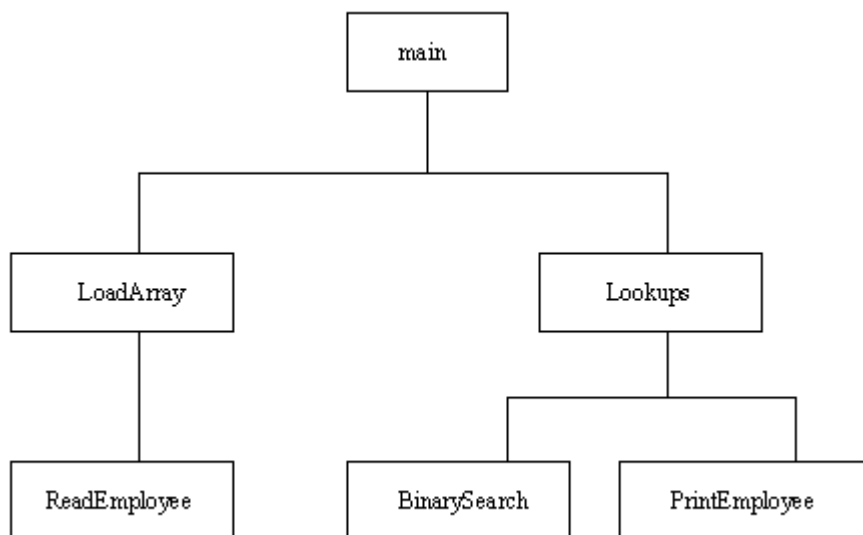 main
LoadArray
Lookups
ReadEmployee
BinarySearch
PrintEmployee